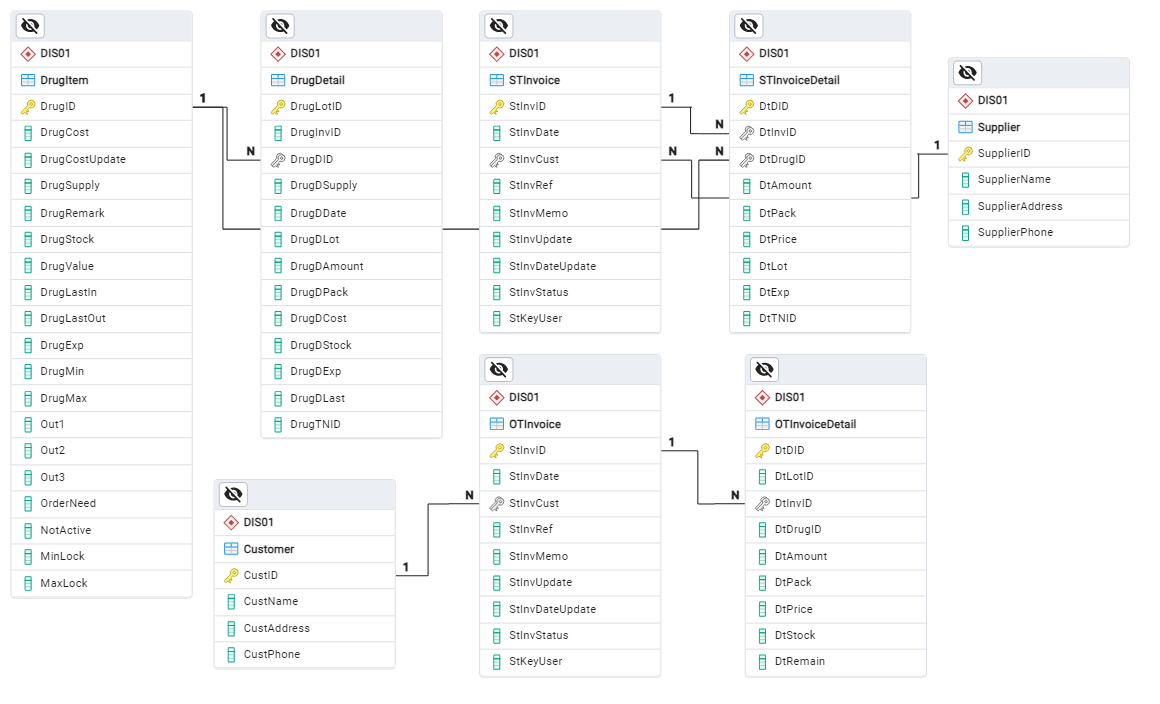 DIS01
DrugItem
DrugID
DrugCost
DrugCostUpdate
DrugSupply
DrugRemark
DrugStock
DrugValue
DrugLastIn
DrugLastOut
DrugExp
DrugMin
DrugMax
Out1
Out2
Out3
OrderNeed
NotActive
MinLock
MaxLock
1
N
DIS01
DrugDetail
DrugLotID
DrugInvID
DrugDID
DrugDSupply
DrugDDate
DrugDLot
DrugDAmount
DrugDPack
DrugDCost
DrugDStock
DrugDExp
DrugDLast
DrugTNID
DIS01
STInvoice
StInvID
StInvDate
StInvCust
StInvRef
StInvMemo
StInvUpdate
StInvDateUpdate
StInvStatus
StKeyUser
1
N
N
N
DIS01
STInvoiceDetail
DtDID
DtInvID
DtDrugID
DtAmount
DtPack
DtPrice
DtLot
DtExp
DtTNID
1
DIS01
Supplier
SupplierID
SupplierName
SupplierAddress
SupplierPhone
DIS01
Customer
CustID
CustName
CustAddress
CustPhone
1
N
DIS01
OTInvoice
StInvID
StInvDate
StInvCust
StInvRef
StInvMemo
StInvUpdate
StInvDateUpdate
StInvStatus
StKeyUser
1
N
DIS01
OTInvoiceDetail
DtDID
DtLotID
DtInvID
DtDrugID
DtAmount
DtPack
DtPrice
DtStock
DtRemain